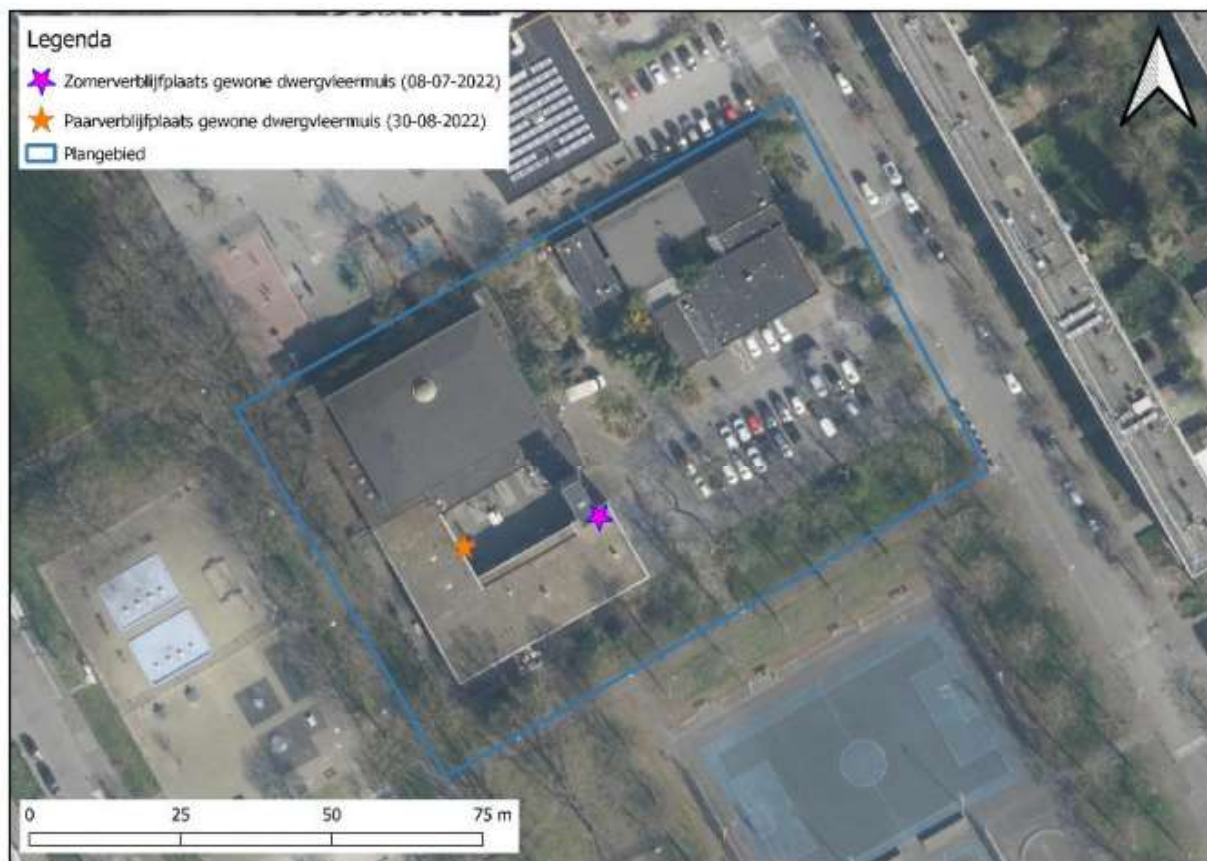 Legenda
Zomerverblijfplaats gewone dwergvleermuis (08-07-2022)
Paarverblijfplaats gewone dwergvleermuis (30-08-2022)
Plangebied
0 25 50 75 m